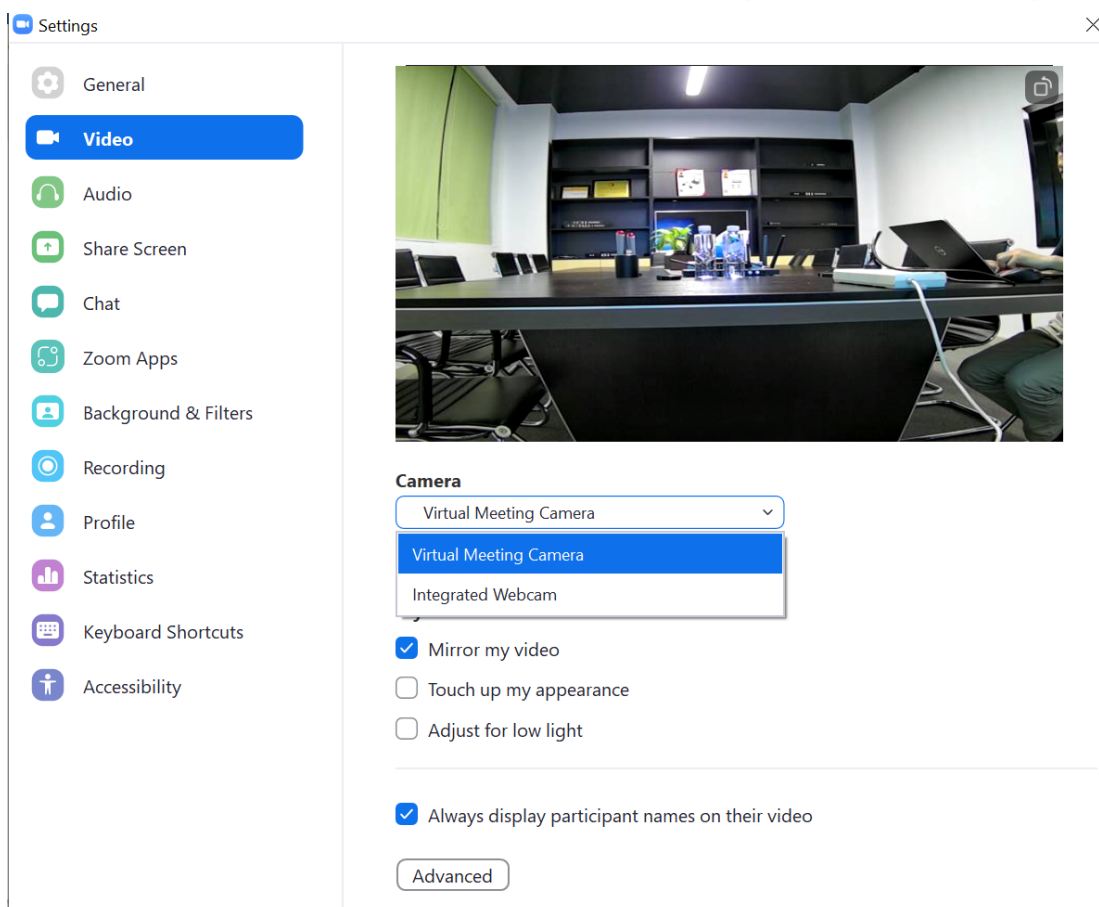 Settings
General
Video
Audio
Share Screen
Chat
Zoom Apps
Background & Filters
Recording
Profile
Statistics
Keyboard Shortcuts
Accessibility
Camera
Virtual Meeting Camera
Virtual Meeting Camera
Integrated Webcam
Mirror my video
Touch up my appearance
Adjust for low light
Always display participant names on their video
Advanced